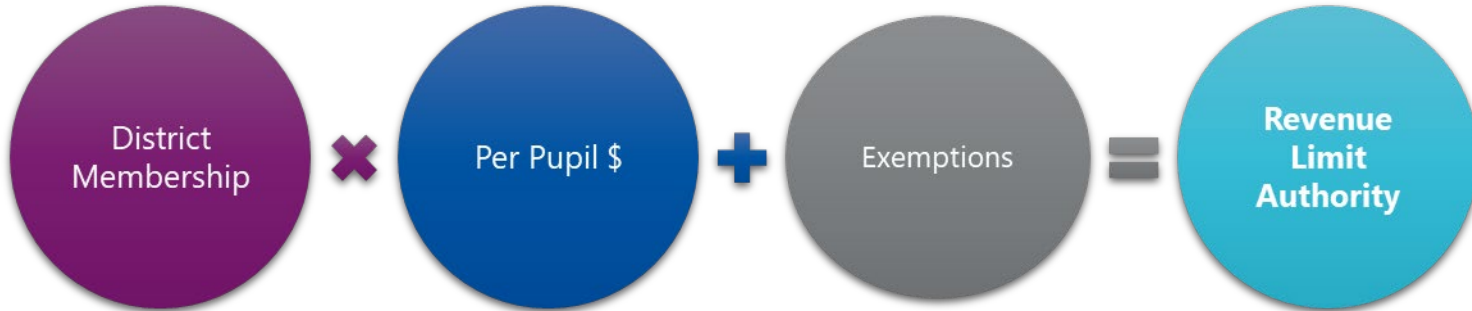 District
Membership
Per Pupil $
Exemptions
Revenue
Limit
Authority